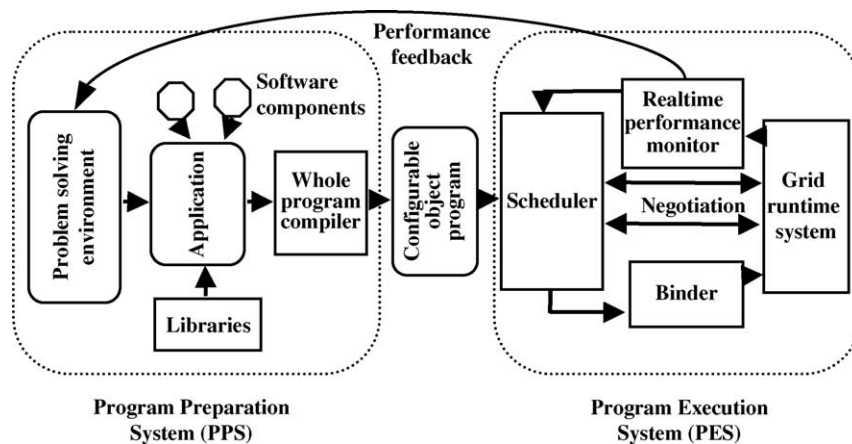 Performance
feedback
Software
components
Problem solving
environment
Application
Whole
program
compiler
Libraries
Configurable
object
program
Scheduler
Realtime
performance
monitor
Negotiation
Grid
runtime
system
Binder
Program Preparation
System (PPS)
Program Execution
System (PES)